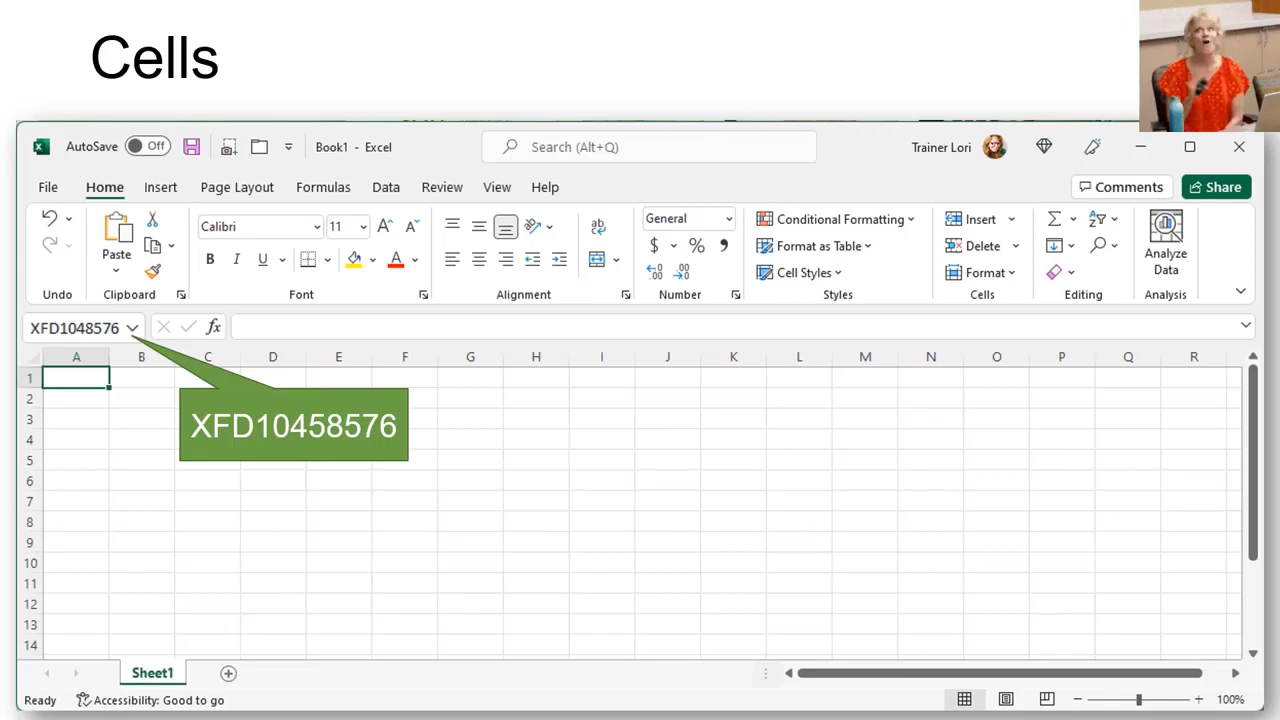 Cells
AutoSave Off Book1 - Excel Search (Alt+Q) Trainer Lori
File Home Insert Page Layout Formulas Data Review View Help Comments Share
Calibri 11 General Conditional Formatting Insert
Paste Format as Table Delete Analyze Data
B I U A $ % Cell Styles Format
Undo Clipboard Font Alignment Number Styles Cells Editing Analysis
XFD1048576 fx
A B C D E F G H I J K L M N O P Q R
1
2
3
XFD10458576
4
5
6
7
8
9
10
11
12
13
14
Sheet1
Ready Accessibility: Good to go 100%